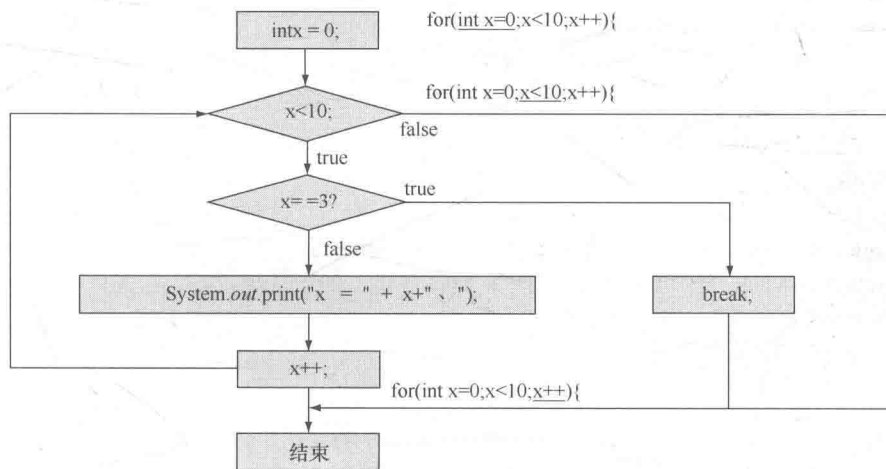 intx = 0;
for(int x=0;x<10;x++){
x<10;
for(int x=0;x<10;x++){
false
true
x= =3?
true
false
System.out.print("x = " + x+"、");
break;
x++;
for(int x=0;x<10;x++){
结束